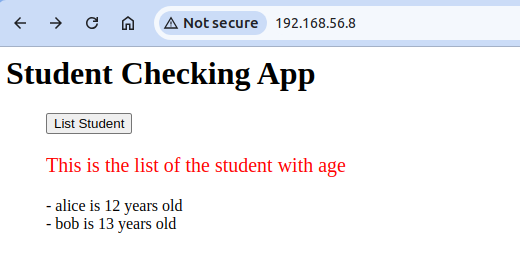 Not secure 192.168.56.8
Student Checking App
List Student
This is the list of the student with age
- alice is 12 years old
- bob is 13 years old